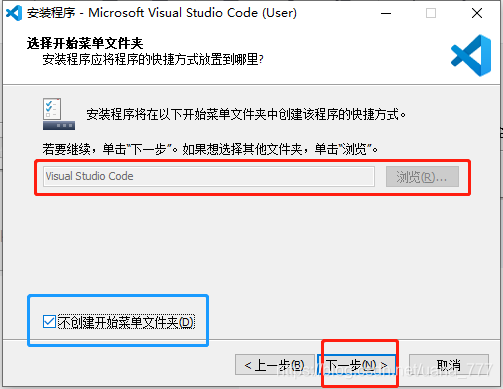 安装程序 - Microsoft Visual Studio Code (User)
选择开始菜单文件夹
安装程序应将程序的快捷方式放置到哪里?
安装程序将在以下开始菜单文件夹中创建该程序的快捷方式。
若要继续，单击“下一步”。如果想选择其他文件夹，单击“浏览”。
Visual Studio Code
浏览(R)...
不创建开始菜单文件夹(D)
< 上一步(B)
下一步(N) >
取消